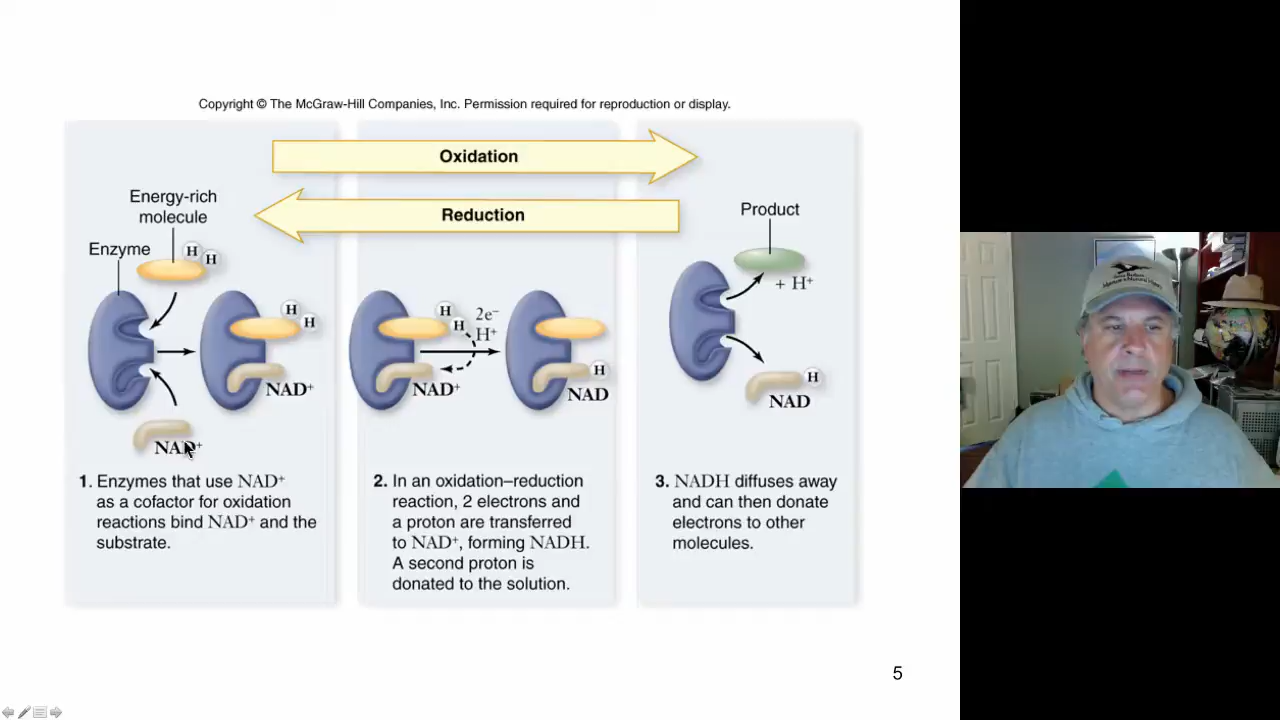 Copyright © The McGraw-Hill Companies, Inc. Permission required for reproduction or display.
Oxidation
Reduction
Energy-rich
molecule
Enzyme
H
H
H
H
NAD⁺
NAD⁺
1. Enzymes that use NAD⁺
as a cofactor for oxidation
reactions bind NAD⁺ and the
substrate.
H
H
2e⁻
H⁺
NAD⁺
H
NAD
2. In an oxidation–reduction
reaction, 2 electrons and
a proton are transferred
to NAD⁺, forming NADH.
A second proton is
donated to the solution.
Product
+ H⁺
H
NAD
3. NADH diffuses away
and can then donate
electrons to other
molecules.
5